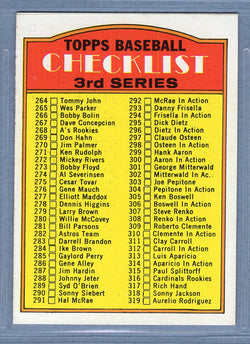 TOPPS BASEBALL
CHECKLIST
3rd SERIES
264 Tommy John
265 Wes Parker
266 Bobby Bolin
267 Dave Concepcion
268 A's Rookies
269 Don Hahn
270 Jim Palmer
271 Ken Rudolph
272 Mickey Rivers
273 Bobby Floyd
274 Al Severinsen
275 Cesar Tovar
276 Gene Mauch
277 Elliott Maddox
278 Dennis Higgins
279 Larry Brown
280 Willie McCovey
281 Bill Parsons
282 Astros Team
283 Darrell Brandon
284 Ike Brown
285 Gaylord Perry
286 Gene Alley
287 Jim Hardin
288 Johnny Jeter
289 Syd O'Brien
290 Sonny Siebert
291 Hal McRae
292 McRae In Action
293 Danny Frisella
294 Frisella In Action
295 Dick Dietz
296 Dietz In Action
297 Claude Osteen
298 Osteen In Action
299 Hank Aaron
300 Aaron In Action
301 George Mitterwald
302 Mitterwald In Ac.
303 Joe Pepitone
304 Pepitone In Action
305 Ken Boswell
306 Boswell In Action
307 Steve Renko
308 Renko In Action
309 Roberto Clemente
310 Clemente In Action
311 Clay Carroll
312 Carroll In Action
313 Luis Aparicio
314 Aparicio In Action
315 Paul Splittorff
316 Cardinals Rookies
317 Rich Hand
318 Sonny Jackson
319 Aurelio Rodriguez